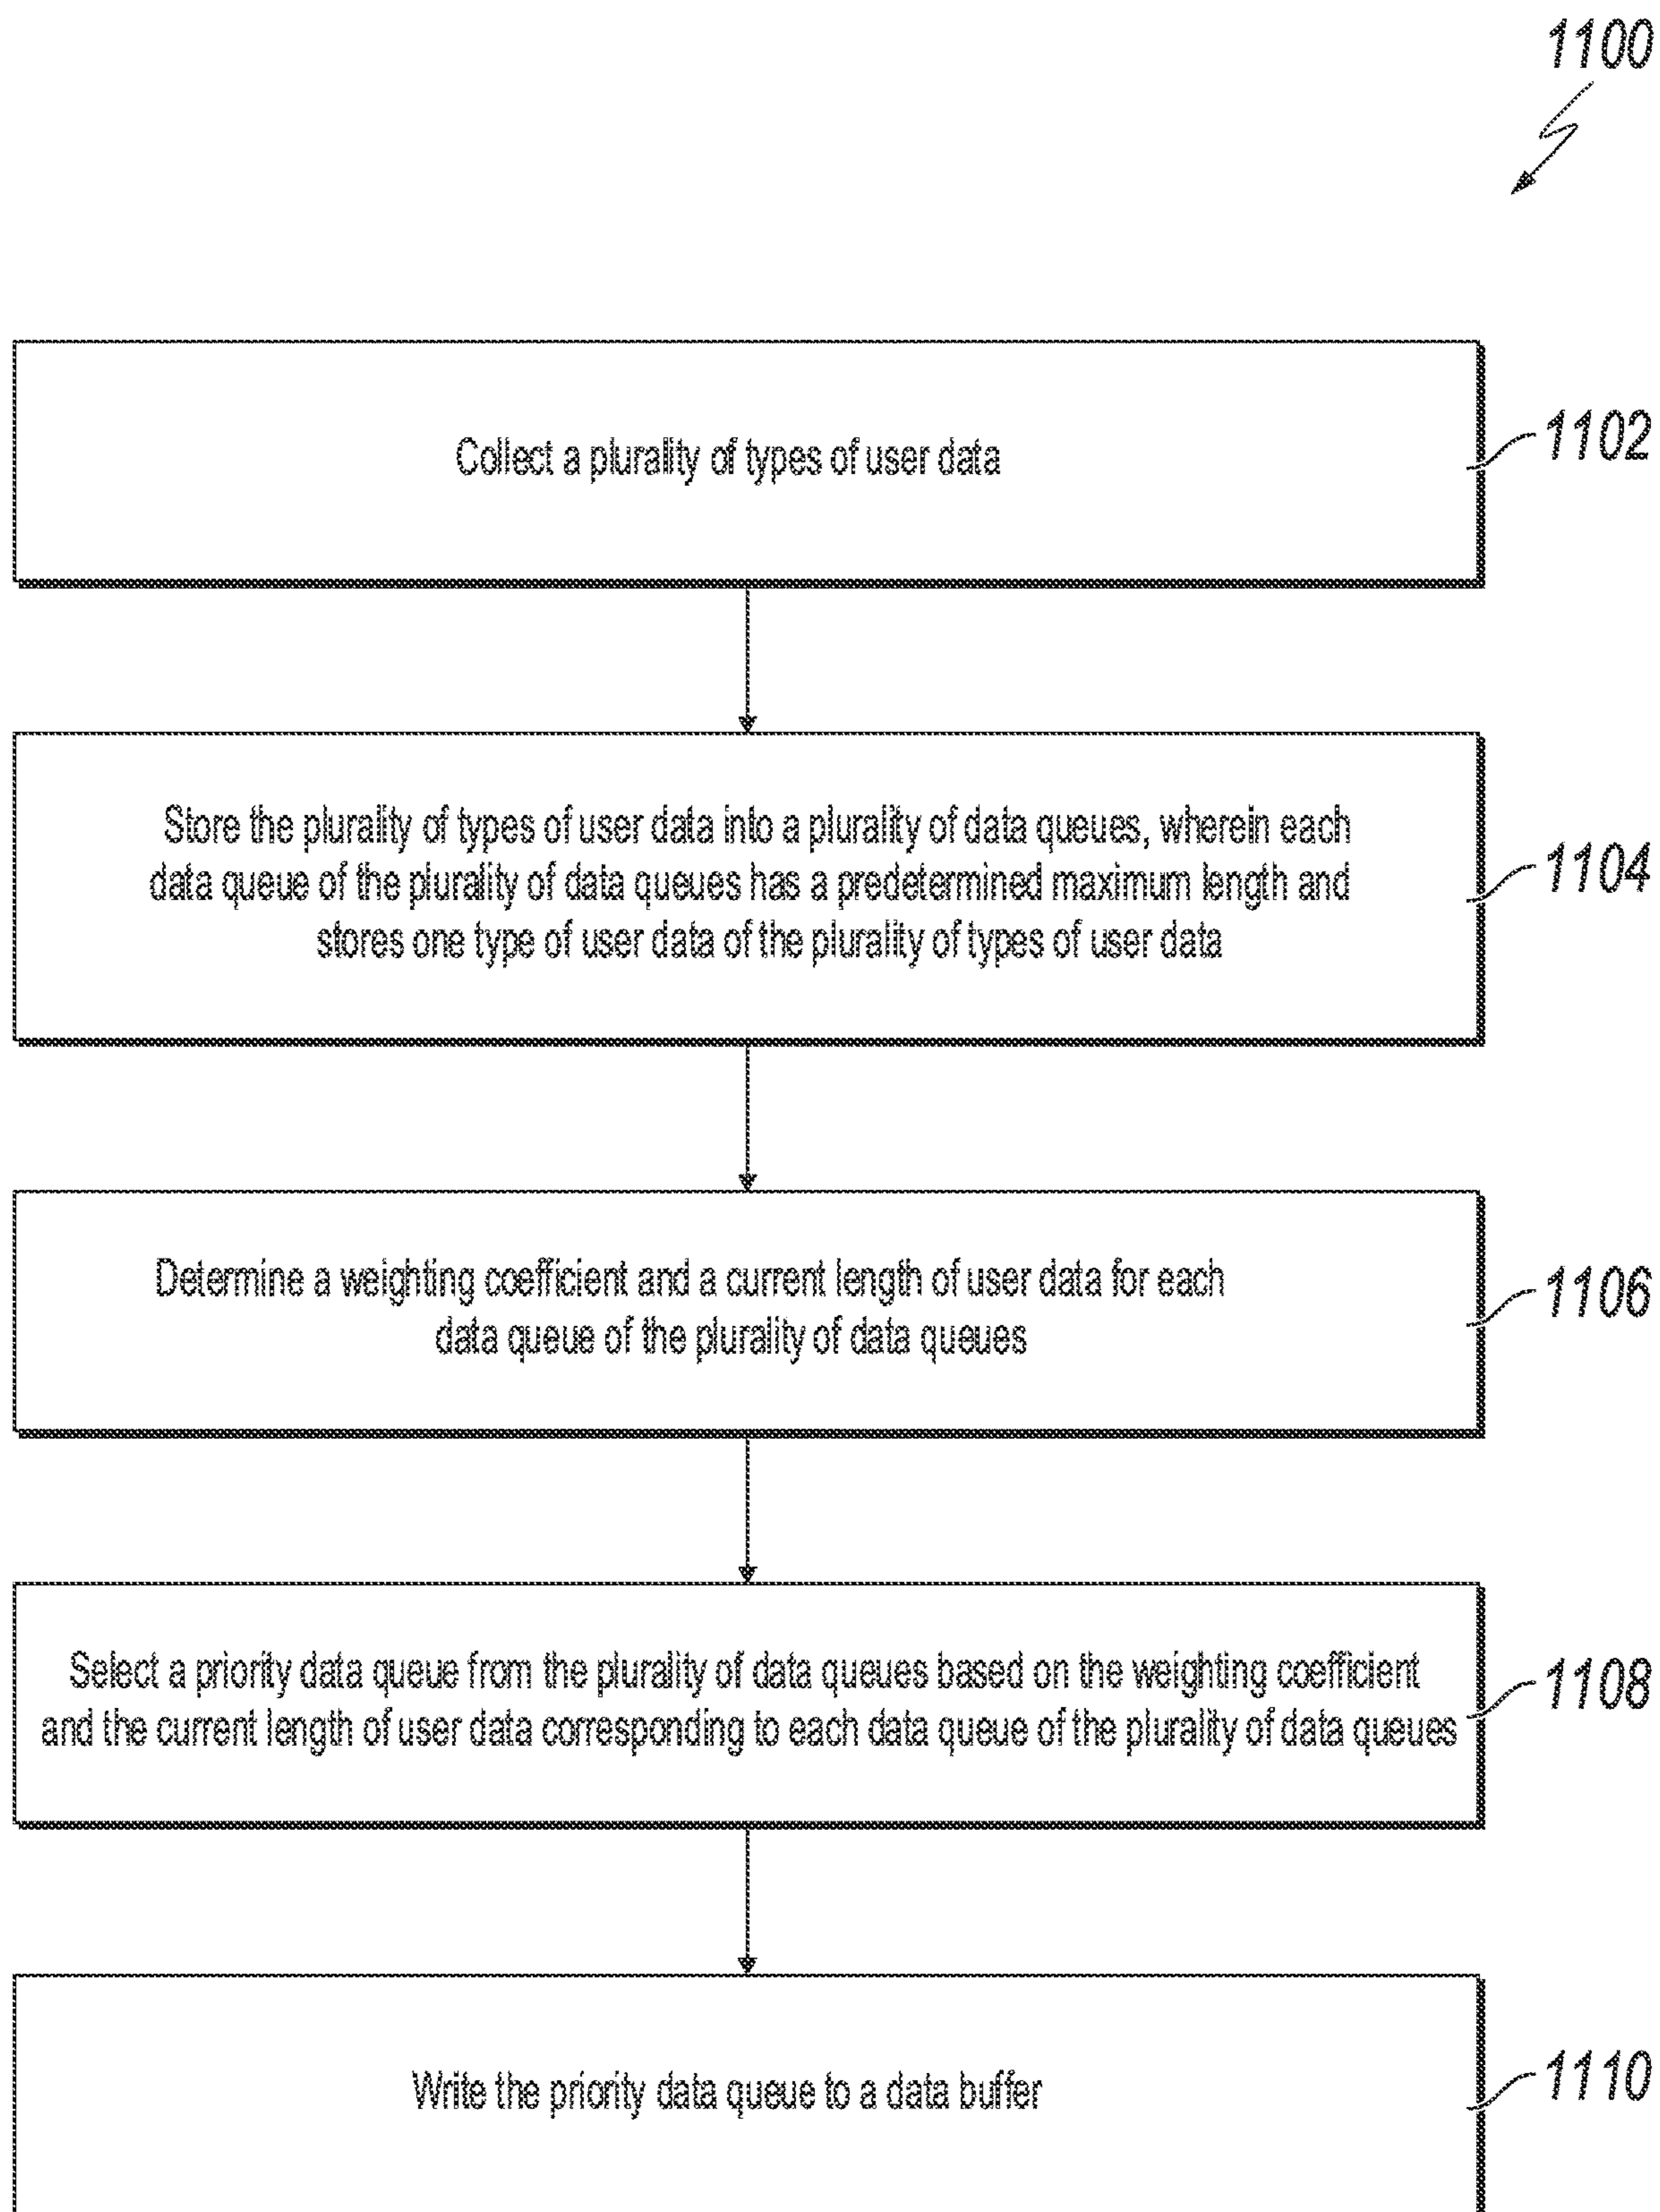 1100
Collect a plurality of types of user data
1102
Store the plurality of types of user data into a plurality of data queues, wherein each
data queue of the plurality of data queues has a predetermined maximum length and
stores one type of user data of the plurality of types of user data
1104
Determine a weighting coefficient and a current length of user data for each
data queue of the plurality of data queues
1106
Select a priority data queue from the plurality of data queues based on the weighting coefficient
and the current length of user data corresponding to each data queue of the plurality of data queues
1108
Write the priority data queue to a data buffer
1110